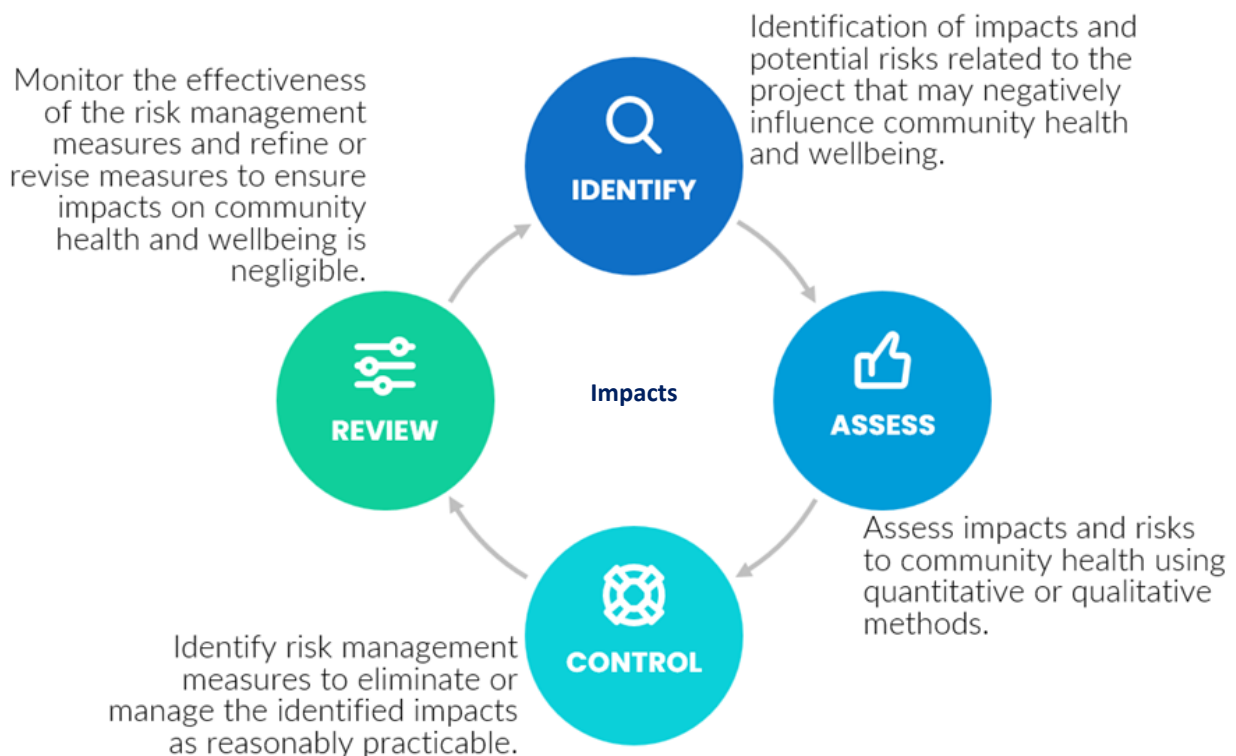 Identification of impacts and
potential risks related to the
project that may negatively
influence community health
and wellbeing.
IDENTIFY
Monitor the effectiveness
of the risk management
measures and refine or
revise measures to ensure
impacts on community
health and wellbeing is
negligible.
REVIEW
Impacts
ASSESS
Assess impacts and risks
to community health using
quantitative or qualitative
methods.
CONTROL
Identify risk management
measures to eliminate or
manage the identified impacts
as reasonably practicable.